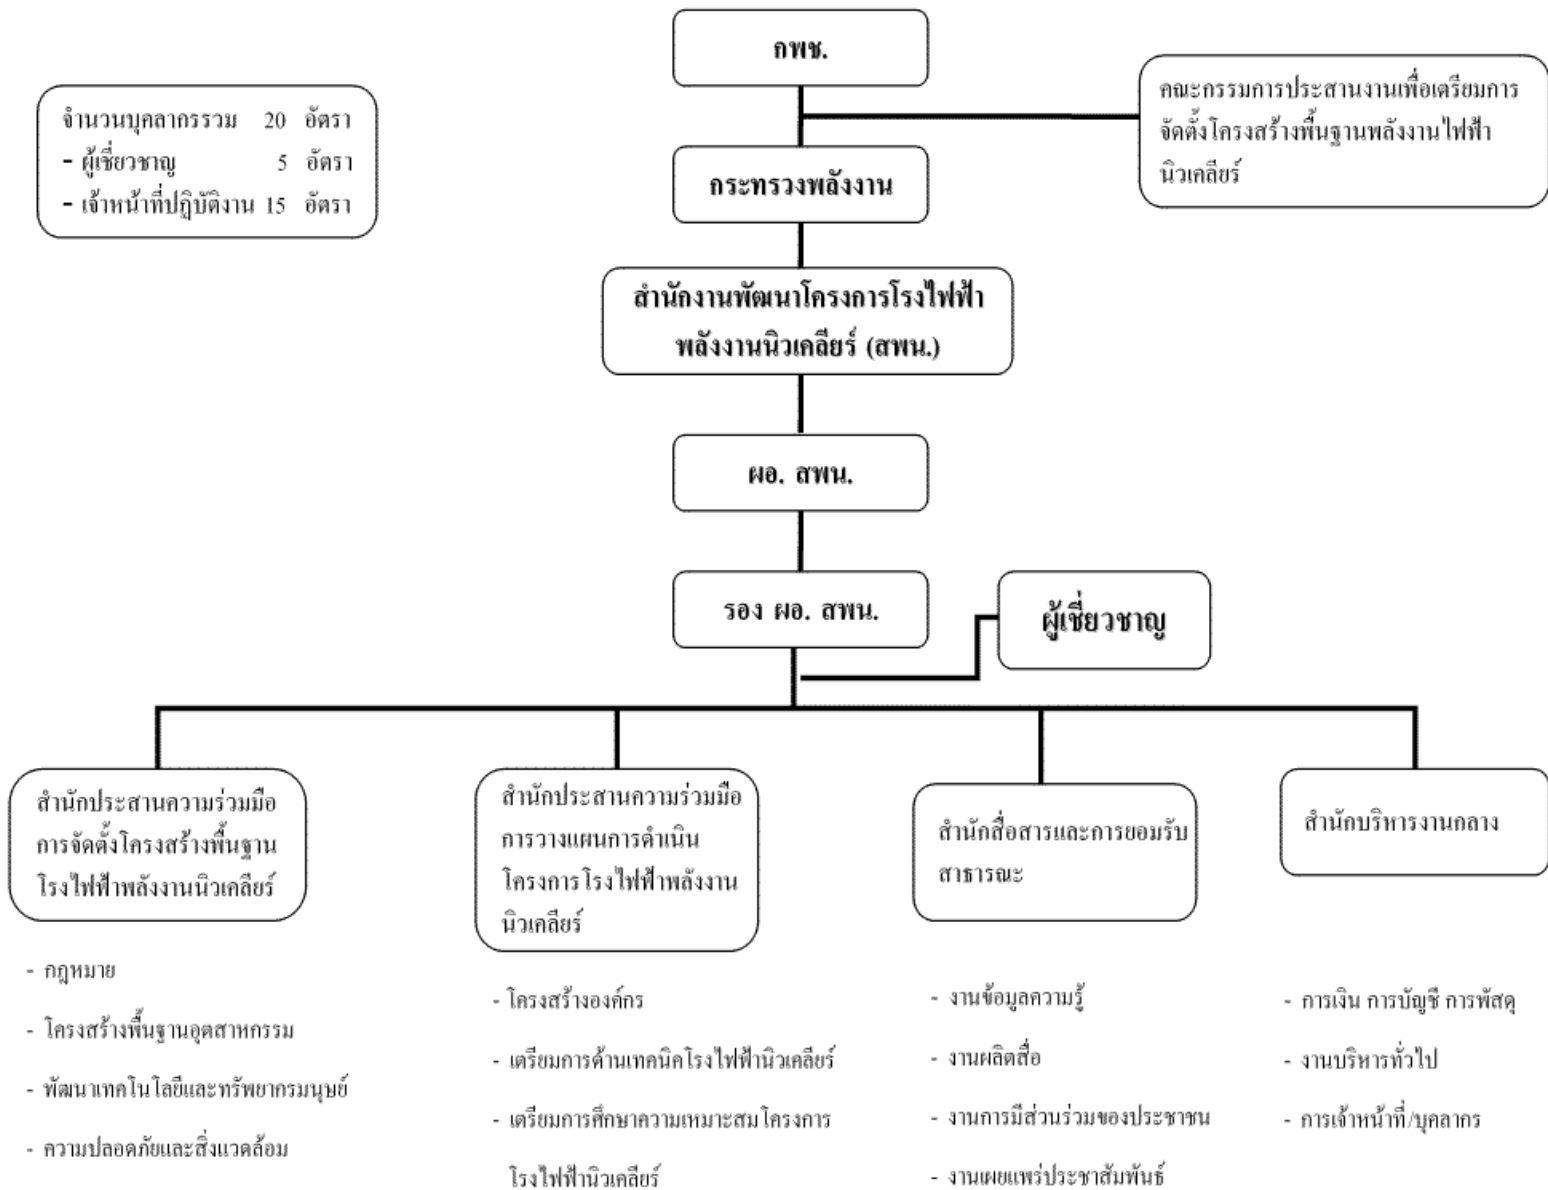 กพช.
จำนวนบุคลากรรวม 20 อัตรา
- ผู้เชี่ยวชาญ 5 อัตรา
- เจ้าหน้าที่ปฏิบัติงาน 15 อัตรา
คณะกรรมการประสานงานเพื่อเตรียมการ
จัดตั้งโครงสร้างพื้นฐานพลังงานไฟฟ้า
นิวเคลียร์
กระทรวงพลังงาน
สำนักงานพัฒนาโครงการโรงไฟฟ้า
พลังงานนิวเคลียร์ (สพน.)
ผอ. สพน.
รอง ผอ. สพน.
ผู้เชี่ยวชาญ
สำนักประสานความร่วมมือ
การจัดตั้งโครงสร้างพื้นฐาน
โรงไฟฟ้าพลังงานนิวเคลียร์
- กฎหมาย
- โครงสร้างพื้นฐานอุตสาหกรรม
- พัฒนาเทคโนโลยีและทรัพยากรมนุษย์
- ความปลอดภัยและสิ่งแวดล้อม
สำนักประสานความร่วมมือ
การวางแผนการดำเนิน
โครงการโรงไฟฟ้าพลังงาน
นิวเคลียร์
- โครงสร้างองค์กร
- เตรียมการด้านเทคนิคโรงไฟฟ้านิวเคลียร์
- เตรียมการศึกษาความเหมาะสมโครงการ
โรงไฟฟ้านิวเคลียร์
สำนักสื่อสารและการยอมรับ
สาธารณะ
- งานข้อมูลความรู้
- งานผลิตสื่อ
- งานการมีส่วนร่วมของประชาชน
- งานเผยแพร่ประชาสัมพันธ์
สำนักบริหารงานกลาง
- การเงิน การบัญชี การพัสดุ
- งานบริหารทั่วไป
- การเจ้าหน้าที่/บุคลากร